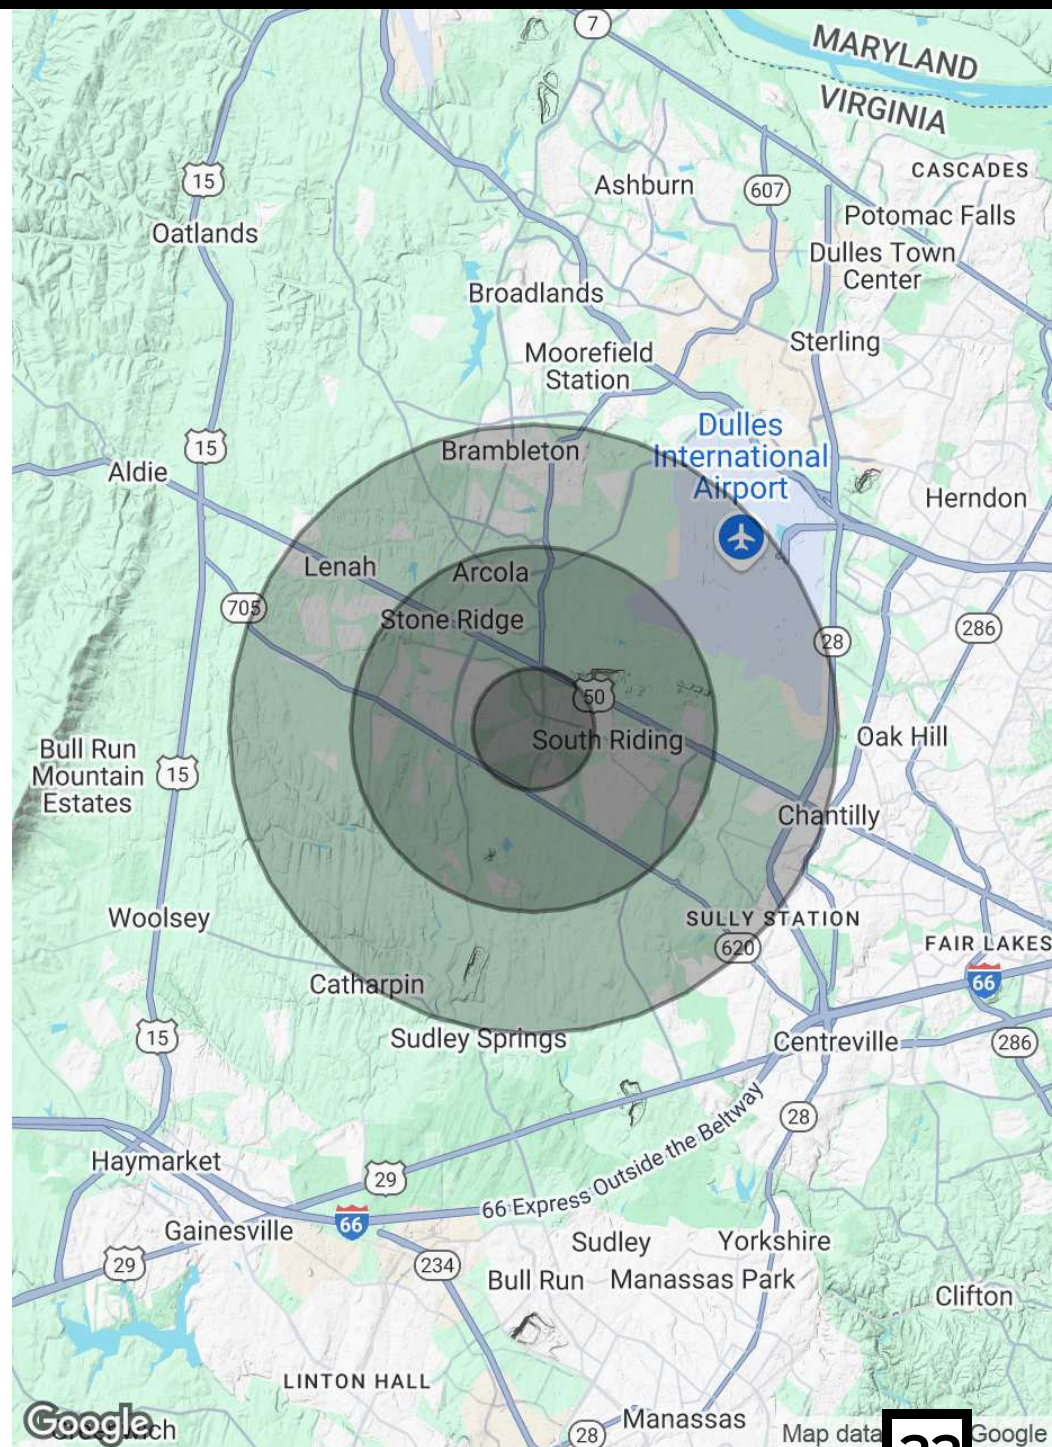 7
MARYLAND
VIRGINIA
CASCADES
Ashburn
607
15
Potomac Falls
Oatlands
Dulles Town
Center
Broadlands
Sterling
Moorefield
Station
Dulles
International
Airport
15
Brambleton
Aldie
Herndon
Lenah
Arcola
705
Stone Ridge
286
28
50
South Riding
Oak Hill
Bull Run
Mountain
Estates
15
Chantilly
Woolsey
SULLY STATION
620
FAIR LAKES
66
Catharpin
15
Sudley Springs
Centreville
286
28
Haymarket
29
66 Express Outside the Beltway
66
Gainesville
Sudley
Yorkshire
29
234
Bull Run
Manassas Park
Clifton
LINTON HALL
Manassas
28
Google
Map data
Google